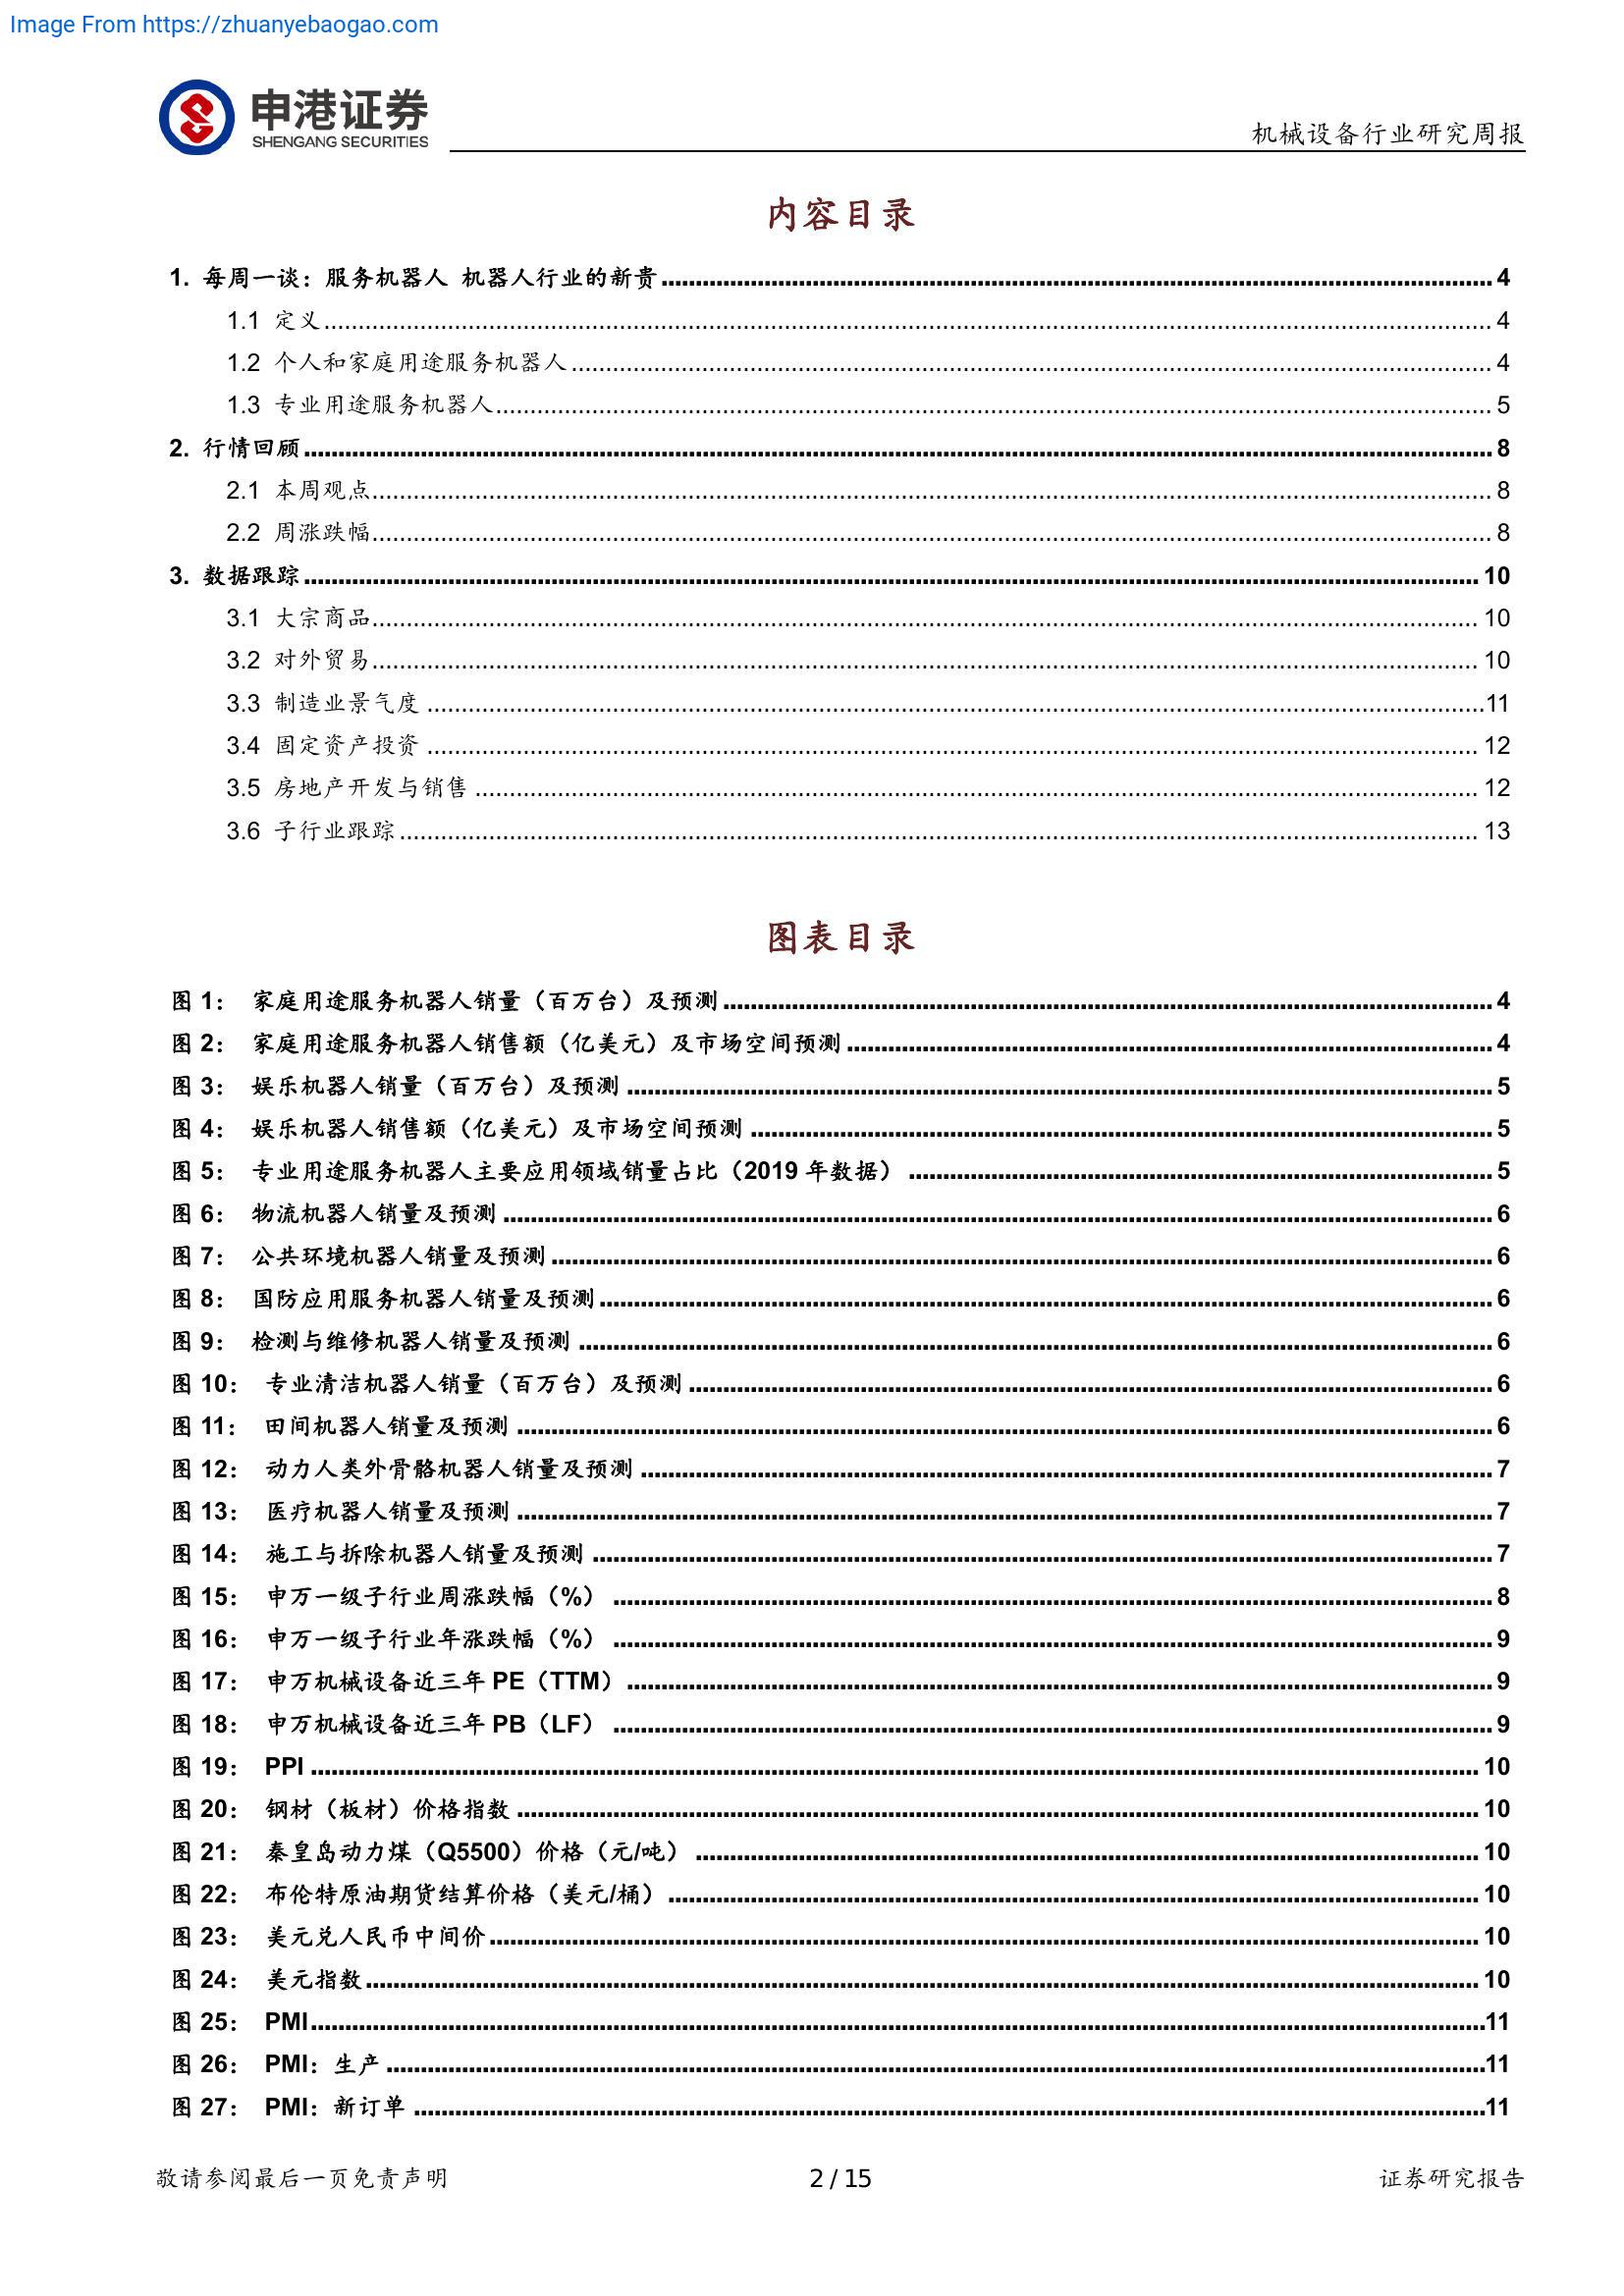 Image From https://zhuanyebaogao.com
申港证券
SHENGANG SECURITIES
机械设备行业研究周报
内容目录
1. 每周一谈：服务机器人 机器人行业的新贵 4
1.1 定义 4
1.2 个人和家庭用途服务机器人 4
1.3 专业用途服务机器人 5
2. 行情回顾 8
2.1 本周观点 8
2.2 周涨跌幅 8
3. 数据跟踪 10
3.1 大宗商品 10
3.2 对外贸易 10
3.3 制造业景气度 11
3.4 固定资产投资 12
3.5 房地产开发与销售 12
3.6 子行业跟踪 13
图表目录
图 1： 家庭用途服务机器人销量（百万台）及预测 4
图 2： 家庭用途服务机器人销售额（亿美元）及市场空间预测 4
图 3： 娱乐机器人销量（百万台）及预测 5
图 4： 娱乐机器人销售额（亿美元）及市场空间预测 5
图 5： 专业用途服务机器人主要应用领域销量占比（2019 年数据） 5
图 6： 物流机器人销量及预测 6
图 7： 公共环境机器人销量及预测 6
图 8： 国防应用服务机器人销量及预测 6
图 9： 检测与维修机器人销量及预测 6
图 10： 专业清洁机器人销量（百万台）及预测 6
图 11： 田间机器人销量及预测 6
图 12： 动力人类外骨骼机器人销量及预测 7
图 13： 医疗机器人销量及预测 7
图 14： 施工与拆除机器人销量及预测 7
图 15： 申万一级子行业周涨跌幅（%） 8
图 16： 申万一级子行业年涨跌幅（%） 9
图 17： 申万机械设备近三年 PE（TTM） 9
图 18： 申万机械设备近三年 PB（LF） 9
图 19： PPI 10
图 20： 钢材（板材）价格指数 10
图 21： 秦皇岛动力煤（Q5500）价格（元/吨） 10
图 22： 布伦特原油期货结算价格（美元/桶） 10
图 23： 美元兑人民币中间价 10
图 24： 美元指数 10
图 25： PMI 11
图 26： PMI：生产 11
图 27： PMI：新订单 11
敬请参阅最后一页免责声明
2 / 15
证券研究报告